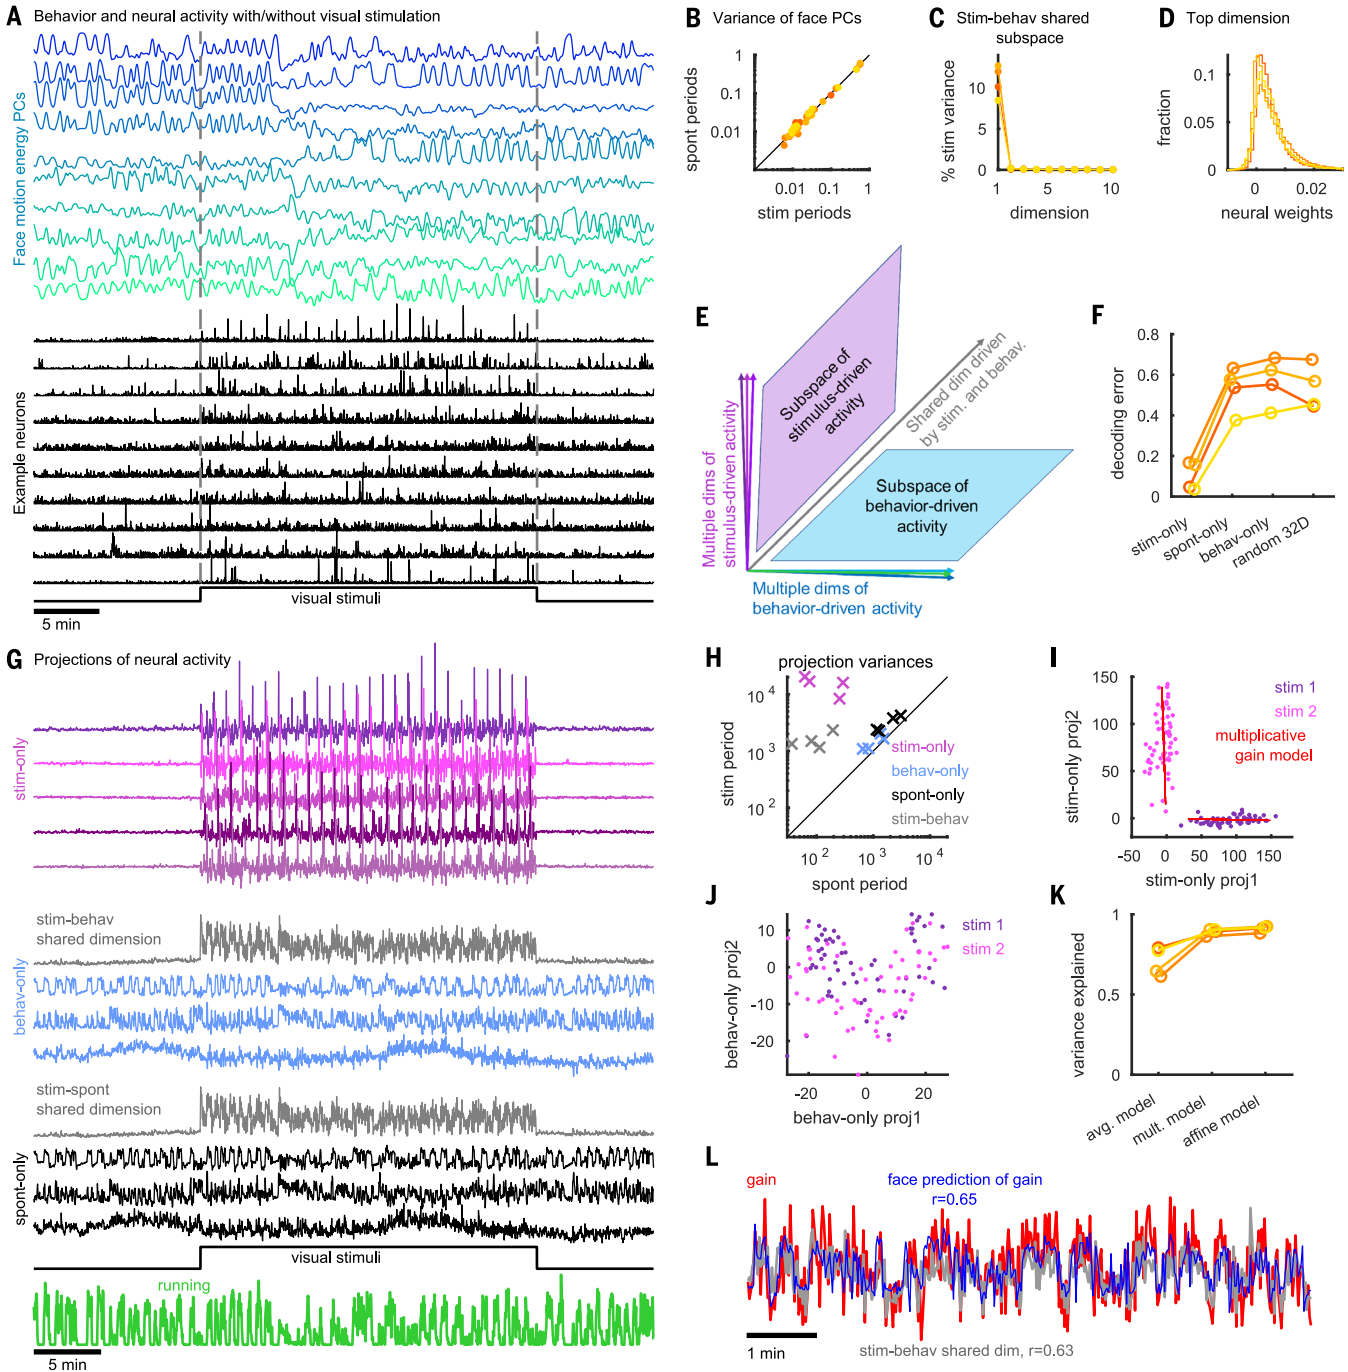 A Behavior and neural activity with/without visual stimulation
Face motion energy PCs
Example neurons
visual stimuli
5 min
B Variance of face PCs
spont periods
1
0.1
0.01
0.01 0.1 1
stim periods
C Stim-behav shared
subspace
% stim variance
10
5
0
1 5 10
dimension
D Top dimension
fraction
0.1
0.05
0
0 0.02
neural weights
E
Multiple dims of
stimulus-driven activity
Subspace of
stimulus-driven
activity
Shared dim driven
by stim. and behav.
Subspace of
behavior-driven
activity
Multiple dims of
behavior-driven activity
F
decoding error
0.8
0.6
0.4
0.2
0
stim-only
spont-only
behav-only
random 32D
G Projections of neural activity
stim-only
stim-behav
shared dimension
behav-only
stim-spont
shared dimension
spont-only
visual stimuli
running
5 min
H projection variances
stim period
10^4
10^3
10^2
10^2 10^3 10^4
spont period
stim-only
behav-only
spont-only
stim-behav
I
stim-only proj2
150
100
50
0
-50 0 50 100 150
stim-only proj1
stim 1
stim 2
multiplicative
gain model
J
behav-only proj2
10
0
-10
-20
-20 0 20
behav-only proj1
stim 1
stim 2
K
variance explained
1
0.5
0
avg. model
mult. model
affine model
L
gain
face prediction of gain
r=0.65
1 min
stim-behav shared dim, r=0.63